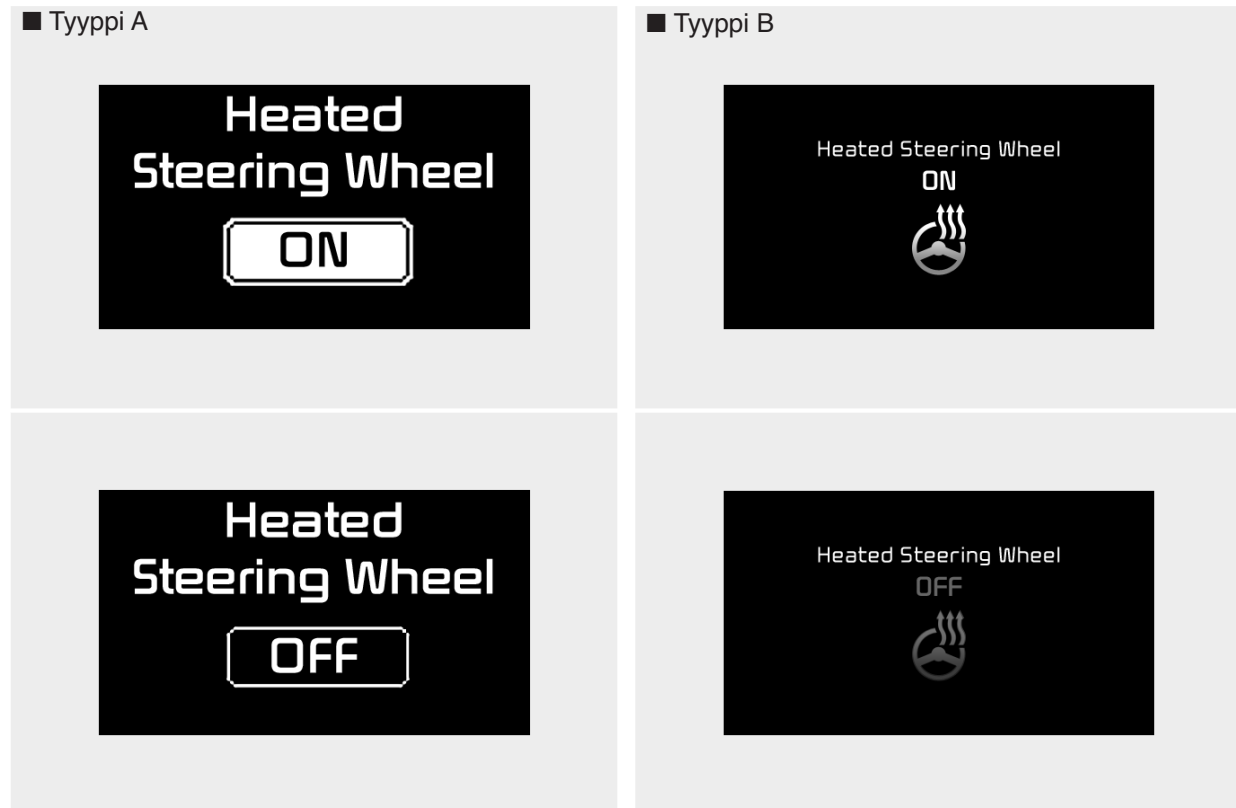 ■ Tyyppi A
Heated
Steering Wheel
ON
Heated
Steering Wheel
OFF
■ Tyyppi B
Heated Steering Wheel
ON
Heated Steering Wheel
OFF